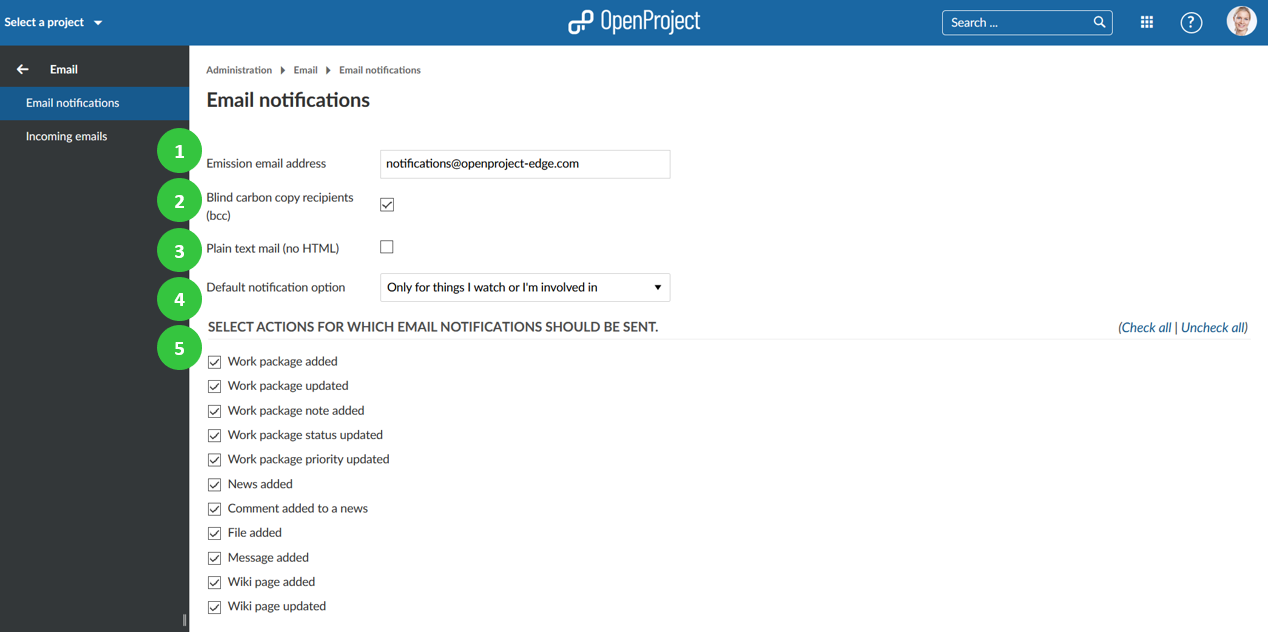 Select a project
OpenProject
Search ...
?
Email
Email notifications
Incoming emails
Administration Email Email notifications
Email notifications
1
Emission email address
notifications@openproject-edge.com
2
Blind carbon copy recipients
(bcc)
3
Plain text mail (no HTML)
4
Default notification option
Only for things I watch or I'm involved in
SELECT ACTIONS FOR WHICH EMAIL NOTIFICATIONS SHOULD BE SENT.
(Check all | Uncheck all)
5
Work package added
Work package updated
Work package note added
Work package status updated
Work package priority updated
News added
Comment added to a news
File added
Message added
Wiki page added
Wiki page updated